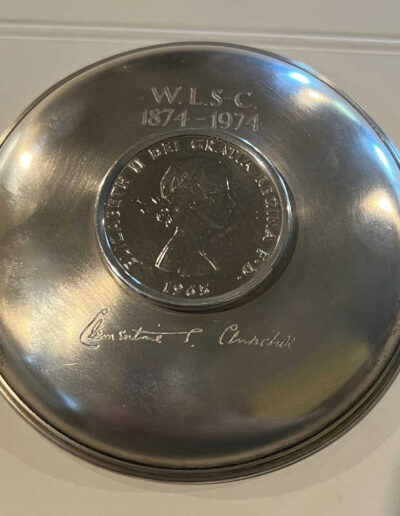 W. L. S-C.
1874-1974
ELIZABETH II DEI GRATIA REGINA F.D.
1965
Clementine S. Churchill